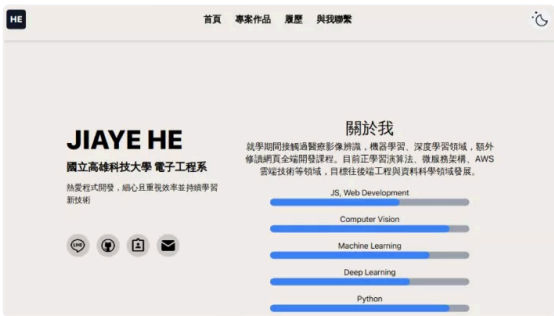 HE
首頁 專案作品 履歷 與我聯繫
JIAYE HE
國立高雄科技大學 電子工程系
熱愛程式開發，細心且重視效率並持續學習
新技術
LINE
關於我
就學期間接觸過醫療影像辨識，機器學習、深度學習領域，額外
修讀網頁全端開發課程。目前正學習演算法、微服務架構、AWS
雲端技術等領域，目標往後端工程與資料科學領域發展。
JS, Web Development
Computer Vision
Machine Learning
Deep Learning
Python